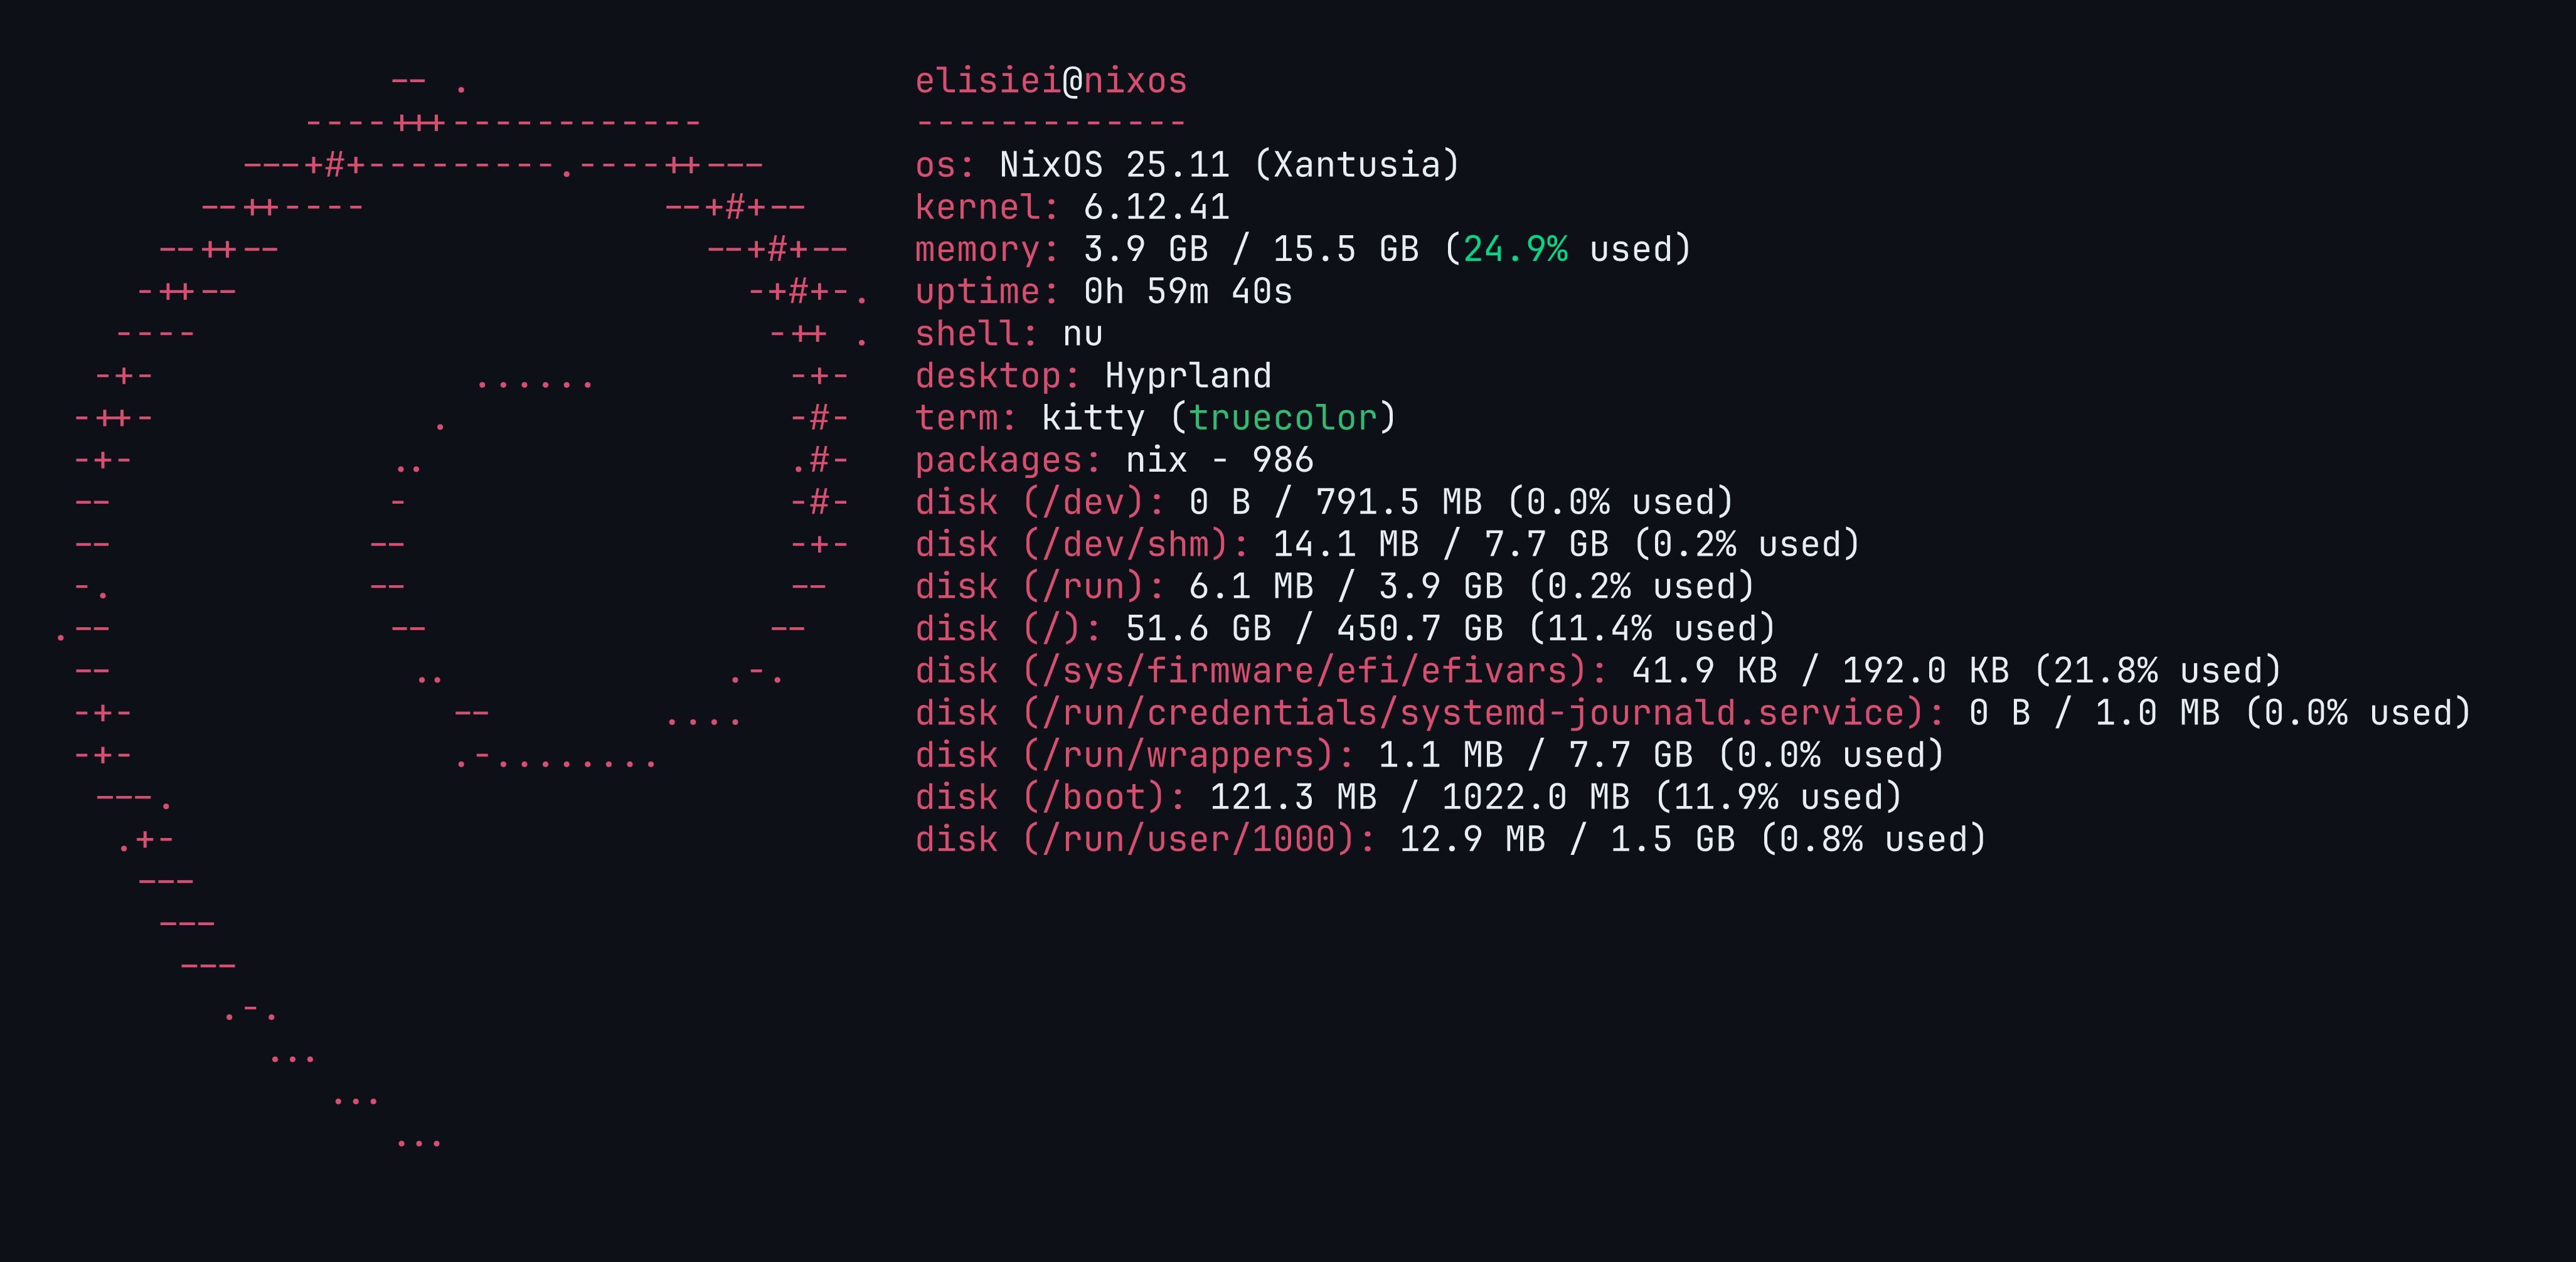 elisiei@nixos
-------------
os: NixOS 25.11 (Xantusia)
kernel: 6.12.41
memory: 3.9 GB / 15.5 GB (24.9% used)
uptime: 0h 59m 40s
shell: nu
desktop: Hyprland
term: kitty (truecolor)
packages: nix - 986
disk (/dev): 0 B / 791.5 MB (0.0% used)
disk (/dev/shm): 14.1 MB / 7.7 GB (0.2% used)
disk (/run): 6.1 MB / 3.9 GB (0.2% used)
disk (/): 51.6 GB / 450.7 GB (11.4% used)
disk (/sys/firmware/efi/efivars): 41.9 KB / 192.0 KB (21.8% used)
disk (/run/credentials/systemd-journald.service): 0 B / 1.0 MB (0.0% used)
disk (/run/wrappers): 1.1 MB / 7.7 GB (0.0% used)
disk (/boot): 121.3 MB / 1022.0 MB (11.9% used)
disk (/run/user/1000): 12.9 MB / 1.5 GB (0.8% used)